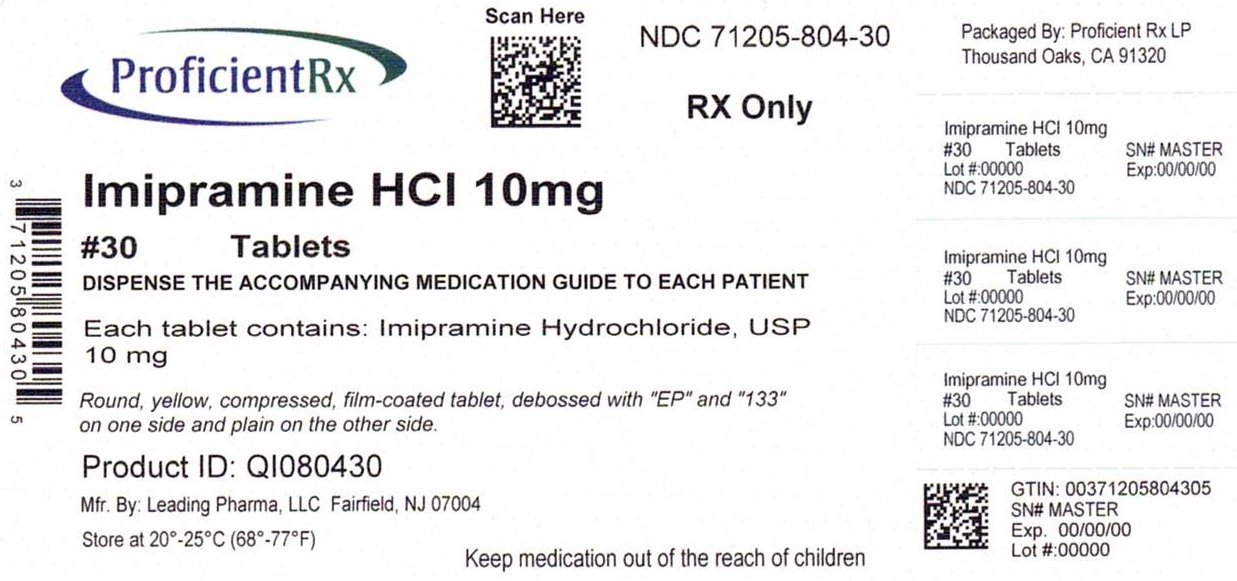 ProficientRx
Scan Here
NDC 71205-804-30
RX Only
Imipramine HCl 10mg
#30 Tablets
DISPENSE THE ACCOMPANYING MEDICATION GUIDE TO EACH PATIENT
Each tablet contains: Imipramine Hydrochloride, USP
10 mg
Round, yellow, compressed, film-coated tablet, debossed with "EP" and "133"
on one side and plain on the other side.
Product ID: QI080430
Mfr. By: Leading Pharma, LLC Fairfield, NJ 07004
Store at 20°-25°C (68°-77°F)
Keep medication out of the reach of children
3 71205 80430 5
Packaged By: Proficient Rx LP
Thousand Oaks, CA 91320
Imipramine HCl 10mg
#30 Tablets SN# MASTER
Lot #:00000 Exp:00/00/00
NDC 71205-804-30
Imipramine HCl 10mg
#30 Tablets SN# MASTER
Lot #:00000 Exp:00/00/00
NDC 71205-804-30
Imipramine HCl 10mg
#30 Tablets SN# MASTER
Lot #:00000 Exp:00/00/00
NDC 71205-804-30
GTIN: 00371205804305
SN# MASTER
Exp. 00/00/00
Lot #:00000